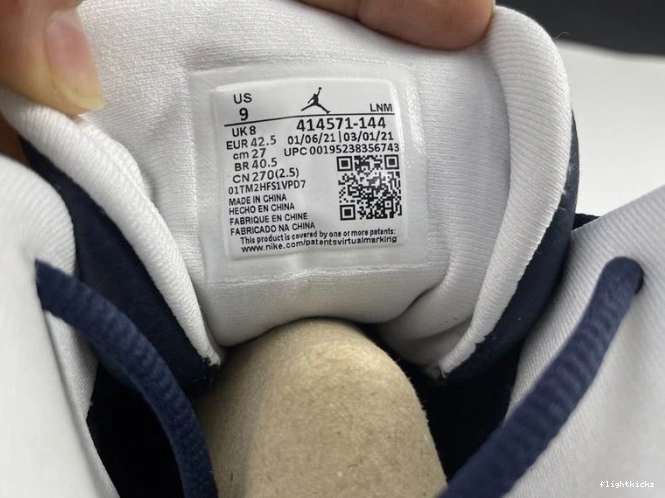 US
9
LNM
UK 8
414571-144
EUR 42.5
01/06/21 | 03/01/21
cm 27
UPC 00195238356743
BR 40.5
CN 270(2.5)
01TM2HFS1VPD7
MADE IN CHINA
HECHO EN CHINA
FABRIQUE EN CHINE
FABRICADO NA CHINA
This product is covered by one or more patents:
www.nike.com/patentsvirtualmarking
flightkickz